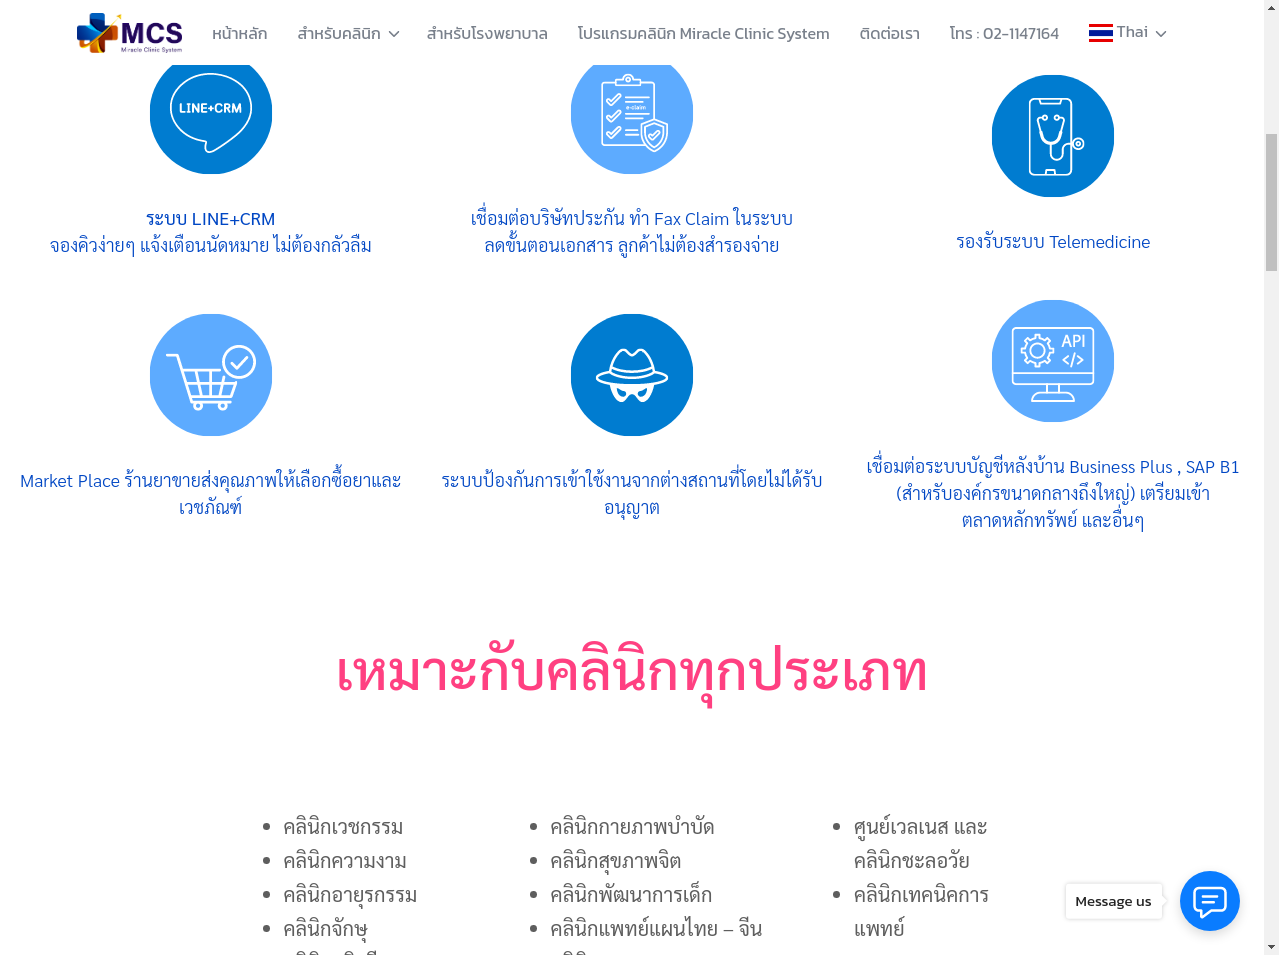 MCS
Miracle Clinic System
หน้าหลัก
สำหรับคลินิก
สำหรับโรงพยาบาล
โปรแกรมคลินิก Miracle Clinic System
ติดต่อเรา
โทร : 02-1147164
Thai
LINE+CRM
e-claim
ระบบ LINE+CRM
จองคิวง่ายๆ แจ้งเตือนนัดหมาย ไม่ต้องกลัวลืม
เชื่อมต่อบริษัทประกัน ทำ Fax Claim ในระบบ
ลดขั้นตอนเอกสาร ลูกค้าไม่ต้องสำรองจ่าย
รองรับระบบ Telemedicine
API
</>
Market Place ร้านยาขายส่งคุณภาพให้เลือกซื้อยาและ
เวชภัณฑ์
ระบบป้องกันการเข้าใช้งานจากต่างสถานที่โดยไม่ได้รับ
อนุญาต
เชื่อมต่อระบบบัญชีหลังบ้าน Business Plus , SAP B1
(สำหรับองค์กรขนาดกลางถึงใหญ่) เตรียมเข้า
ตลาดหลักทรัพย์ และอื่นๆ
เหมาะกับคลินิกทุกประเภท
คลินิกเวชกรรม
คลินิกความงาม
คลินิกอายุรกรรม
คลินิกจักษุ
คลินิกกายภาพบำบัด
คลินิกสุขภาพจิต
คลินิกพัฒนาการเด็ก
คลินิกแพทย์แผนไทย – จีน
ศูนย์เวลเนส และ
คลินิกชะลอวัย
คลินิกเทคนิคการ
แพทย์
Message us